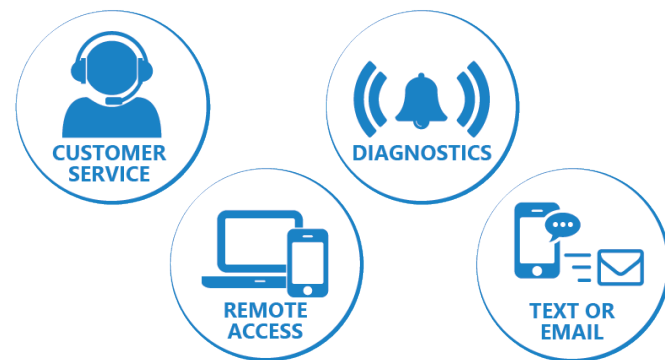 CUSTOMER
SERVICE
DIAGNOSTICS
REMOTE
ACCESS
TEXT OR
EMAIL